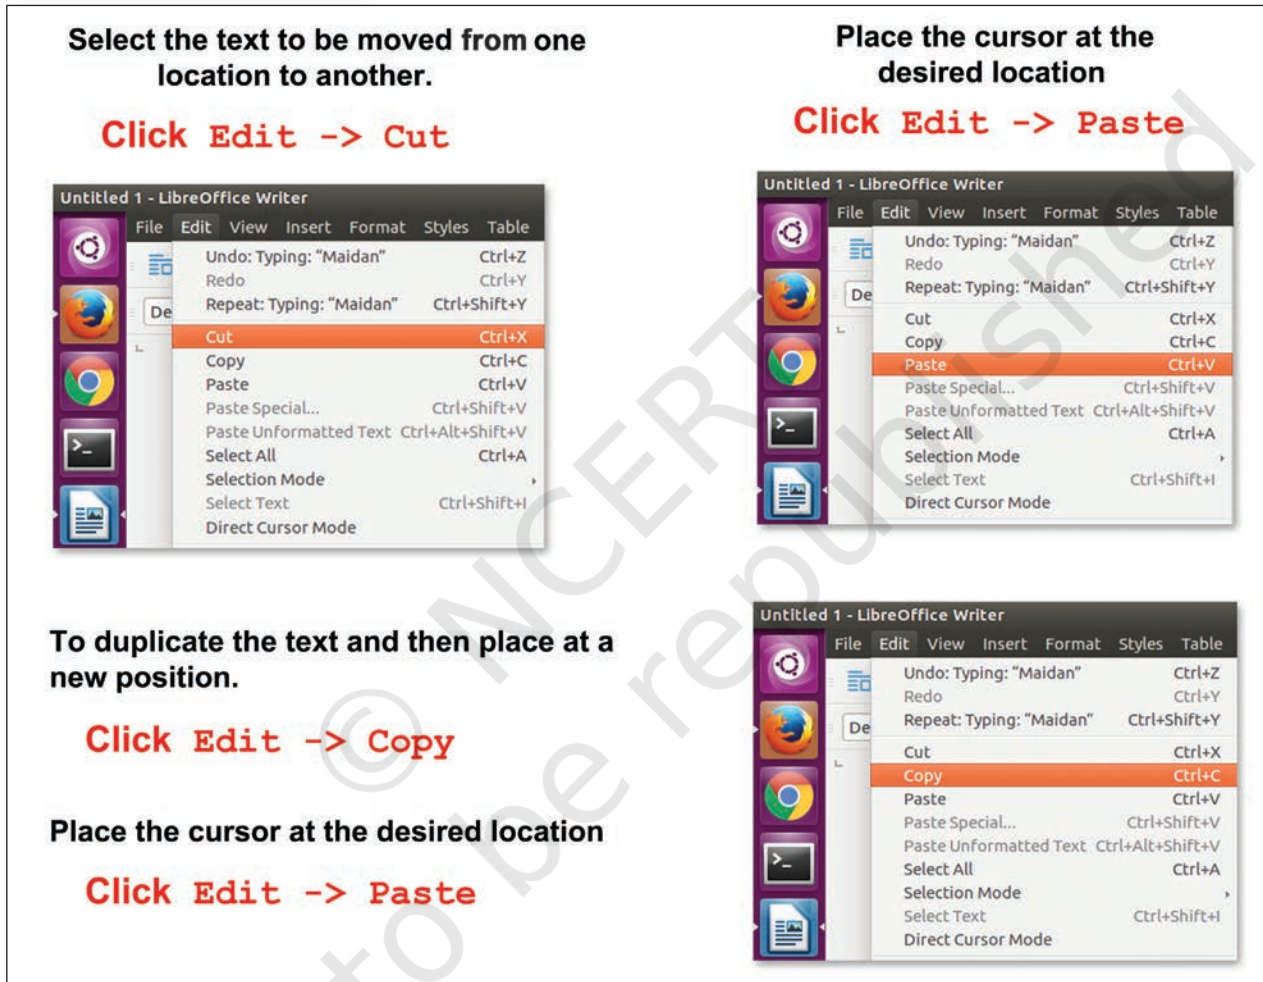 Select the text to be moved from one
location to another.
Click Edit -> Cut
Untitled 1 - LibreOffice Writer
File Edit View Insert Format Styles Table
Undo: Typing: “Maidan” Ctrl+Z
Redo Ctrl+Y
Repeat: Typing: “Maidan” Ctrl+Shift+Y
De
Cut Ctrl+X
Copy Ctrl+C
Paste Ctrl+V
Paste Special... Ctrl+Shift+V
Paste Unformatted Text Ctrl+Alt+Shift+V
Select All Ctrl+A
Selection Mode
Select Text Ctrl+Shift+I
Direct Cursor Mode
Place the cursor at the
desired location
Click Edit -> Paste
Untitled 1 - LibreOffice Writer
File Edit View Insert Format Styles Table
Undo: Typing: “Maidan” Ctrl+Z
Redo Ctrl+Y
Repeat: Typing: “Maidan” Ctrl+Shift+Y
De
Cut Ctrl+X
Copy Ctrl+C
Paste Ctrl+V
Paste Special... Ctrl+Shift+V
Paste Unformatted Text Ctrl+Alt+Shift+V
Select All Ctrl+A
Selection Mode
Select Text Ctrl+Shift+I
Direct Cursor Mode
To duplicate the text and then place at a
new position.
Click Edit -> Copy
Place the cursor at the desired location
Click Edit -> Paste
Untitled 1 - LibreOffice Writer
File Edit View Insert Format Styles Table
Undo: Typing: “Maidan” Ctrl+Z
Redo Ctrl+Y
Repeat: Typing: “Maidan” Ctrl+Shift+Y
De
Cut Ctrl+X
Copy Ctrl+C
Paste Ctrl+V
Paste Special... Ctrl+Shift+V
Paste Unformatted Text Ctrl+Alt+Shift+V
Select All Ctrl+A
Selection Mode
Select Text Ctrl+Shift+I
Direct Cursor Mode
© NCERT
to be republished